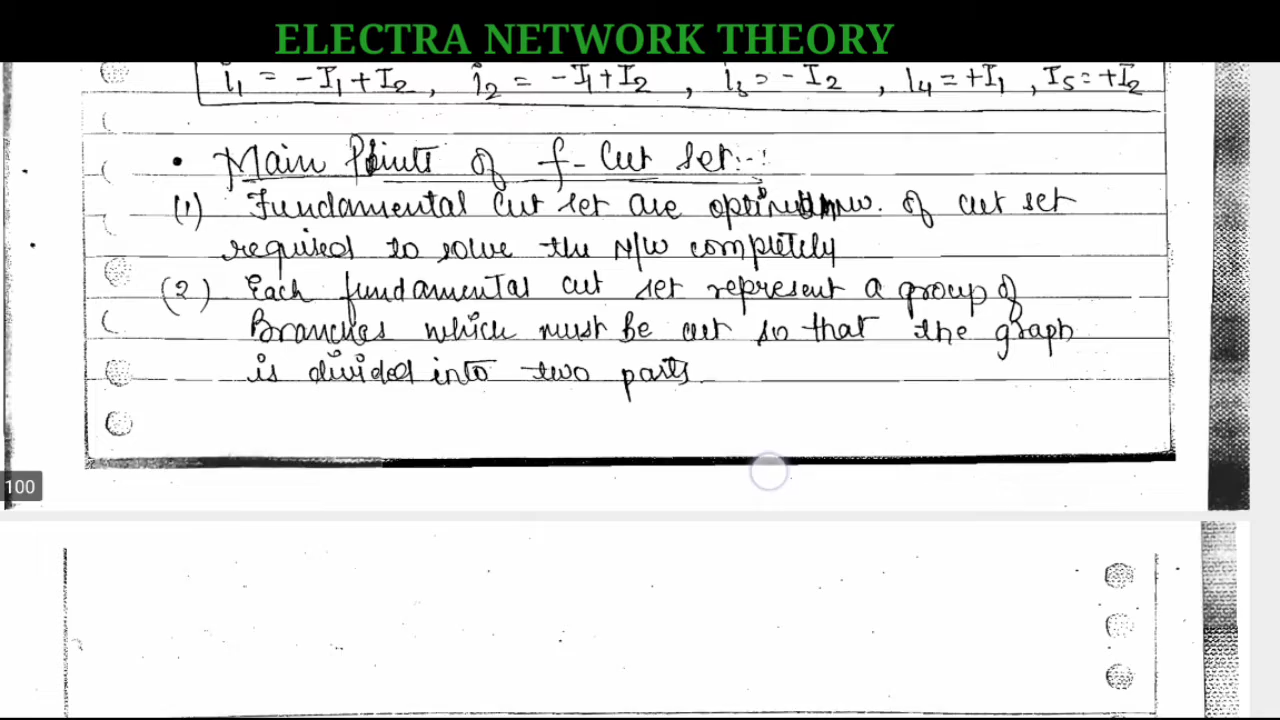 ELECTRA NETWORK THEORY
i1 = -I1+I2, i2 = -I1+I2, i3 = -I2, I4=+I1, I5=+I2
• Main Points of f-Cut set:-
(1) Fundamental Cut set are optimum no. of cut set
required to solve the N/W completely
(2) Each fundamental cut set represent a group of
Branches which must be cut so that the graph
is divided into two parts.
100